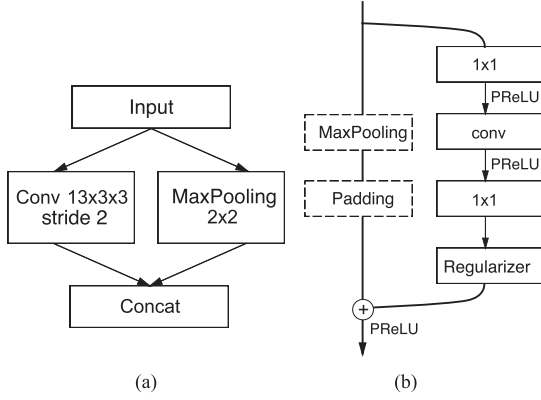 Input
Conv 13x3x3
stride 2
MaxPooling
2x2
Concat
(a)
1x1
PReLU
MaxPooling
conv
PReLU
Padding
1x1
Regularizer
+
PReLU
(b)